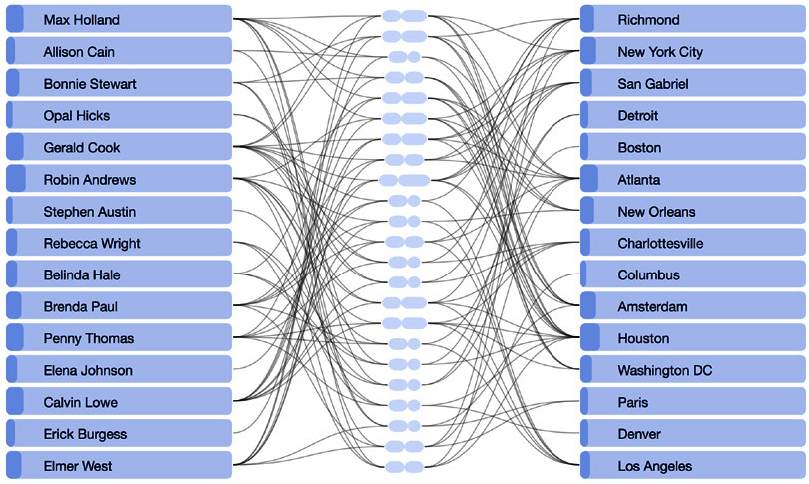 Max Holland
Allison Cain
Bonnie Stewart
Opal Hicks
Gerald Cook
Robin Andrews
Stephen Austin
Rebecca Wright
Belinda Hale
Brenda Paul
Penny Thomas
Elena Johnson
Calvin Lowe
Erick Burgess
Elmer West
Richmond
New York City
San Gabriel
Detroit
Boston
Atlanta
New Orleans
Charlottesville
Columbus
Amsterdam
Houston
Washington DC
Paris
Denver
Los Angeles